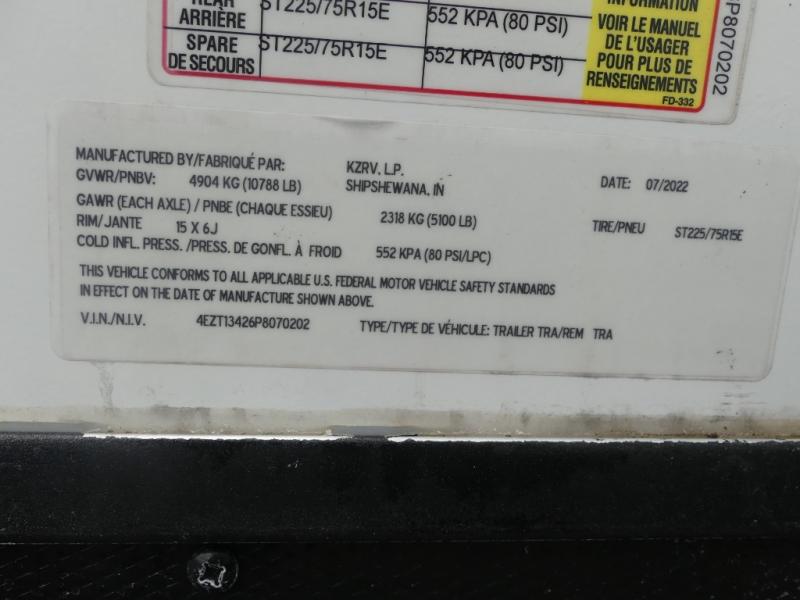 REAR ARRIÈRE ST225/75R15E 552 KPA (80 PSI)
SPARE DE SECOURS ST225/75R15E 552 KPA (80 PSI)
INFORMATION
VOIR LE MANUEL
DE L'USAGER
POUR PLUS DE
RENSEIGNEMENTS
FD-332
P8070202
MANUFACTURED BY/FABRIQUÉ PAR: KZRV, L.P.
GVWR/PNBV: 4904 KG (10788 LB) SHIPSHEWANA, IN DATE: 07/2022
GAWR (EACH AXLE) / PNBE (CHAQUE ESSIEU) 2318 KG (5100 LB)
RIM/JANTE 15 X 6J TIRE/PNEU ST225/75R15E
COLD INFL. PRESS. /PRESS. DE GONFL. À FROID 552 KPA (80 PSI/LPC)
THIS VEHICLE CONFORMS TO ALL APPLICABLE U.S. FEDERAL MOTOR VEHICLE SAFETY STANDARDS
IN EFFECT ON THE DATE OF MANUFACTURE SHOWN ABOVE.
V.I.N./N.I.V. 4EZT13426P8070202 TYPE/TYPE DE VÉHICULE: TRAILER TRA/REM TRA